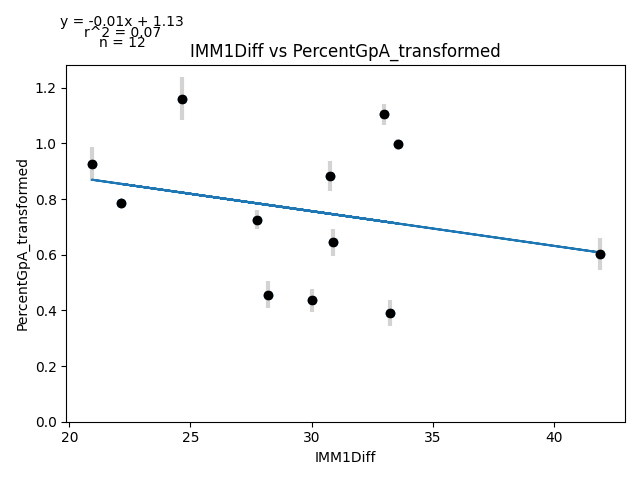 y = -0.01x + 1.13
r^2 = 0.07
n = 12
IMM1Diff vs PercentGpA_transformed
1.2
1.0
0.8
0.6
0.4
0.2
0.0
PercentGpA_transformed
20 25 30 35 40
IMM1Diff